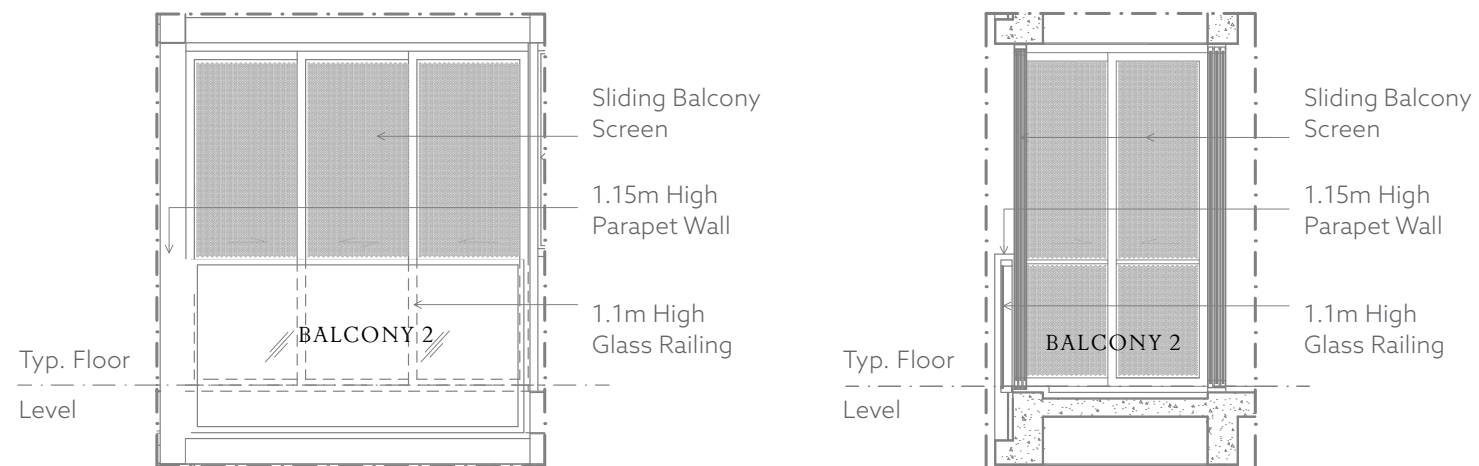 Sliding Balcony
Screen
1.15m High
Parapet Wall
1.1m High
Glass Railing
BALCONY 2
Typ. Floor
Level
Sliding Balcony
Screen
1.15m High
Parapet Wall
1.1m High
Glass Railing
BALCONY 2
Typ. Floor
Level